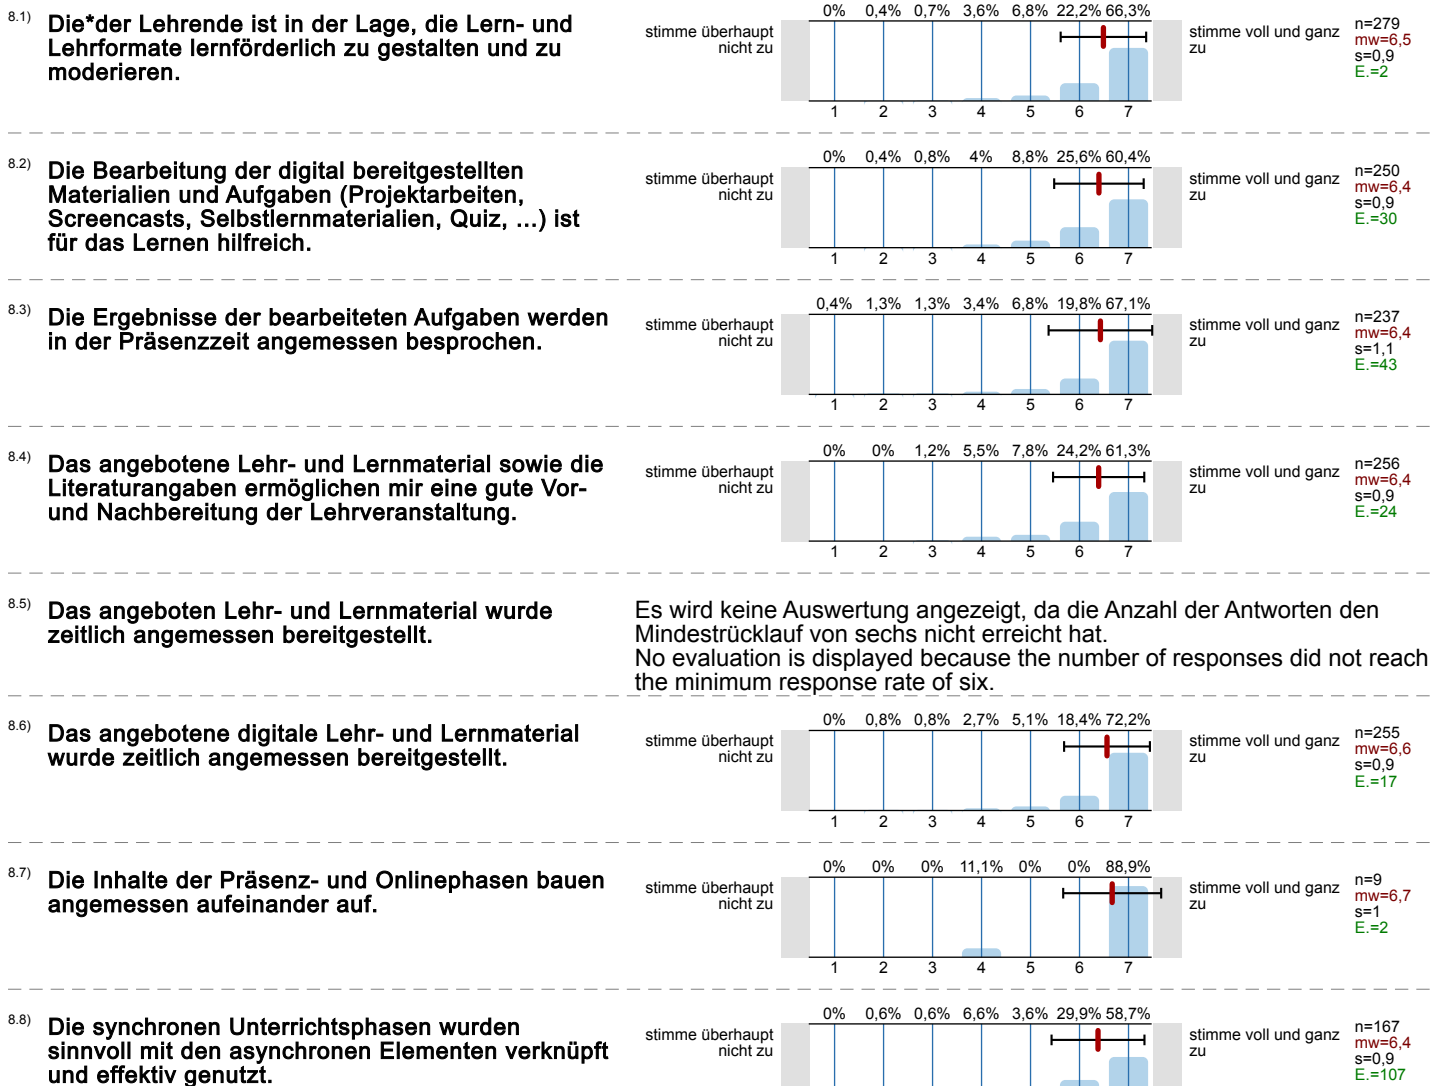 8.1) Die*der Lehrende ist in der Lage, die Lern- und
Lehrformate lernförderlich zu gestalten und zu
moderieren.
stimme überhaupt
nicht zu
0% 0,4% 0,7% 3,6% 6,8% 22,2% 66,3%
1 2 3 4 5 6 7
stimme voll und ganz
zu
n=279
mw=6,5
s=0,9
E.=2
8.2) Die Bearbeitung der digital bereitgestellten
Materialien und Aufgaben (Projektarbeiten,
Screencasts, Selbstlernmaterialien, Quiz, ...) ist
für das Lernen hilfreich.
stimme überhaupt
nicht zu
0% 0,4% 0,8% 4% 8,8% 25,6% 60,4%
1 2 3 4 5 6 7
stimme voll und ganz
zu
n=250
mw=6,4
s=0,9
E.=30
8.3) Die Ergebnisse der bearbeiteten Aufgaben werden
in der Präsenzzeit angemessen besprochen.
stimme überhaupt
nicht zu
0,4% 1,3% 1,3% 3,4% 6,8% 19,8% 67,1%
1 2 3 4 5 6 7
stimme voll und ganz
zu
n=237
mw=6,4
s=1,1
E.=43
8.4) Das angebotene Lehr- und Lernmaterial sowie die
Literaturangaben ermöglichen mir eine gute Vor-
und Nachbereitung der Lehrveranstaltung.
stimme überhaupt
nicht zu
0% 0% 1,2% 5,5% 7,8% 24,2% 61,3%
1 2 3 4 5 6 7
stimme voll und ganz
zu
n=256
mw=6,4
s=0,9
E.=24
8.5) Das angeboten Lehr- und Lernmaterial wurde
zeitlich angemessen bereitgestellt.
Es wird keine Auswertung angezeigt, da die Anzahl der Antworten den
Mindestrücklauf von sechs nicht erreicht hat.
No evaluation is displayed because the number of responses did not reach
the minimum response rate of six.
8.6) Das angebotene digitale Lehr- und Lernmaterial
wurde zeitlich angemessen bereitgestellt.
stimme überhaupt
nicht zu
0% 0,8% 0,8% 2,7% 5,1% 18,4% 72,2%
1 2 3 4 5 6 7
stimme voll und ganz
zu
n=255
mw=6,6
s=0,9
E.=17
8.7) Die Inhalte der Präsenz- und Onlinephasen bauen
angemessen aufeinander auf.
stimme überhaupt
nicht zu
0% 0% 0% 11,1% 0% 0% 88,9%
1 2 3 4 5 6 7
stimme voll und ganz
zu
n=9
mw=6,7
s=1
E.=2
8.8) Die synchronen Unterrichtsphasen wurden
sinnvoll mit den asynchronen Elementen verknüpft
und effektiv genutzt.
stimme überhaupt
nicht zu
0% 0,6% 0,6% 6,6% 3,6% 29,9% 58,7%
stimme voll und ganz
zu
n=167
mw=6,4
s=0,9
E.=107